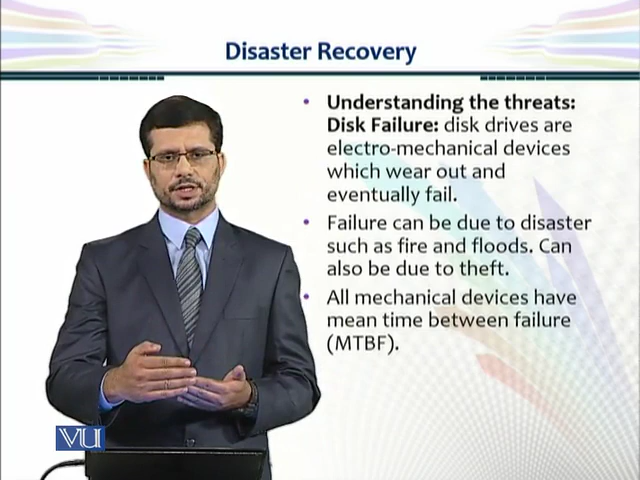 Disaster Recovery
• Understanding the threats:
Disk Failure: disk drives are
electro-mechanical devices
which wear out and
eventually fail.
• Failure can be due to disaster
such as fire and floods. Can
also be due to theft.
• All mechanical devices have
mean time between failure
(MTBF).
VU